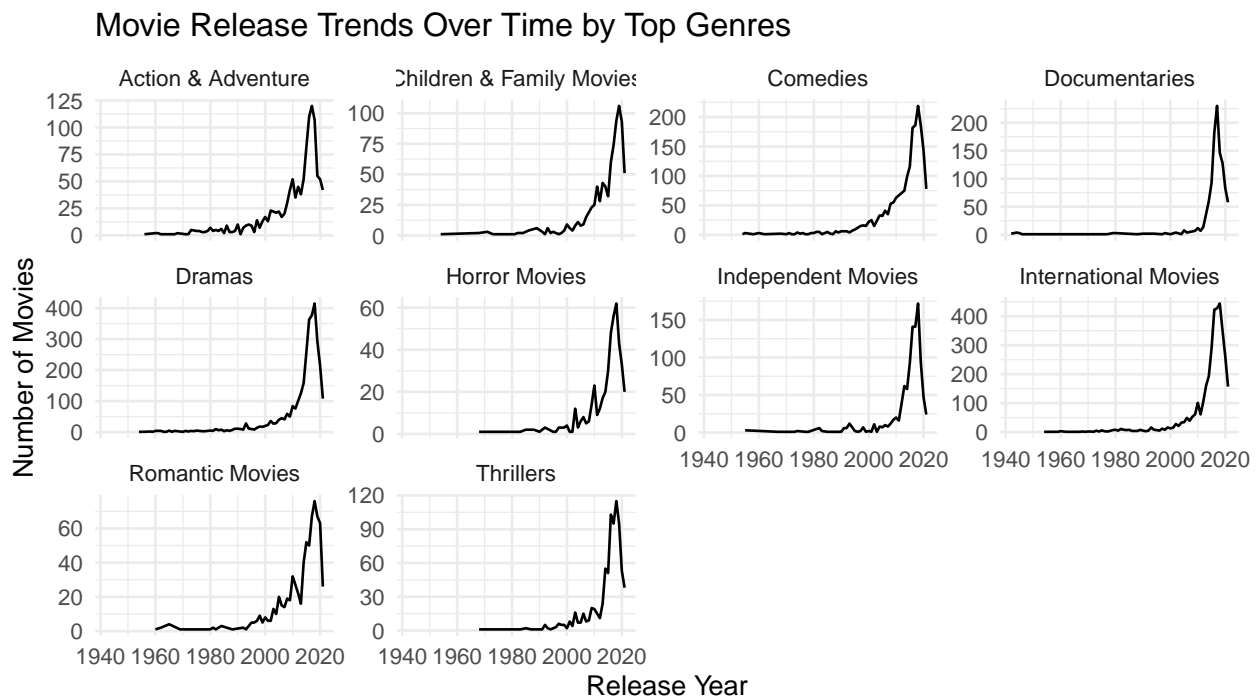 Movie Release Trends Over Time by Top Genres
Action & Adventure
Children & Family Movies
Comedies
Documentaries
125
100
75
50
25
0
100
75
50
25
0
200
150
100
50
0
200
150
100
50
0
Dramas
Horror Movies
Independent Movies
International Movies
400
300
200
100
0
60
40
20
0
150
100
50
0
400
300
200
100
0
1940 1960 1980 2000 2020
1940 1960 1980 2000 2020
Romantic Movies
Thrillers
60
40
20
0
120
90
60
30
0
1940 1960 1980 2000 2020
1940 1960 1980 2000 2020
Number of Movies
Release Year